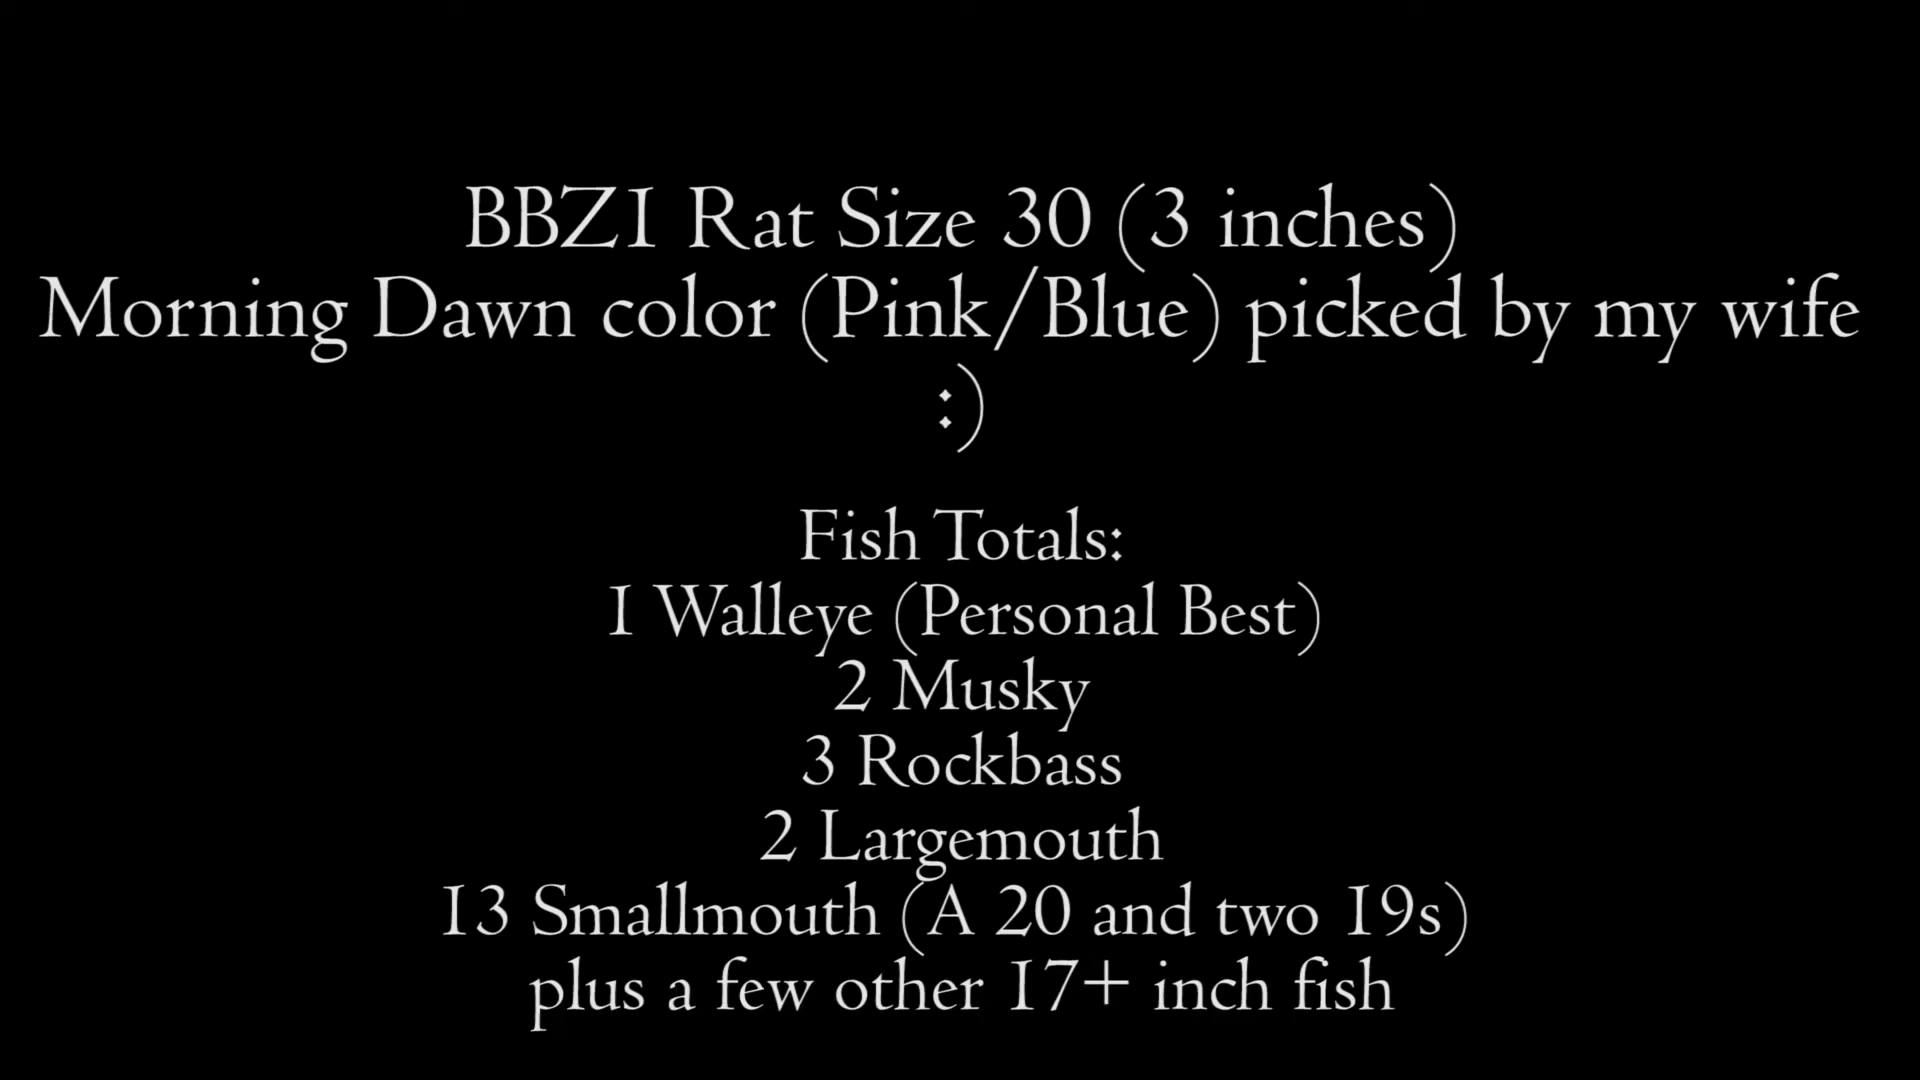 BBZ1 Rat Size 30 (3 inches)
Morning Dawn color (Pink/Blue) picked by my wife
:)
Fish Totals:
1 Walleye (Personal Best)
2 Musky
3 Rockbass
2 Largemouth
13 Smallmouth (A 20 and two 19s)
plus a few other 17+ inch fish